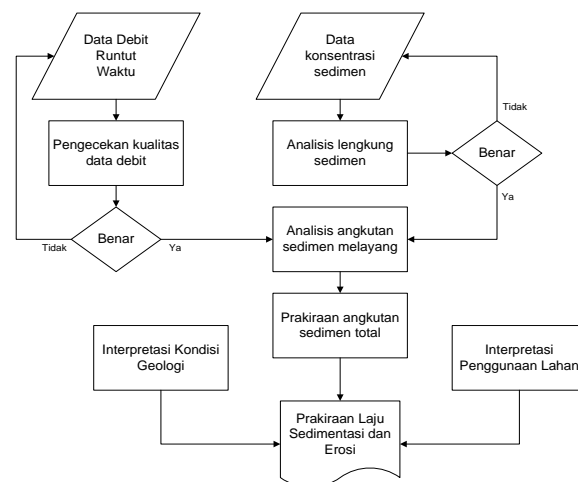 Data Debit
Runtut
Waktu
Data
konsentrasi
sedimen
Tidak
Pengecekan kualitas
data debit
Analisis lengkung
sedimen
Benar
Ya
Benar
Tidak
Ya
Analisis angkutan
sedimen melayang
Prakiraan angkutan
sedimen total
Interpretasi Kondisi
Geologi
Interpretasi
Penggunaan Lahan
Prakiraan Laju
Sedimentasi dan
Erosi